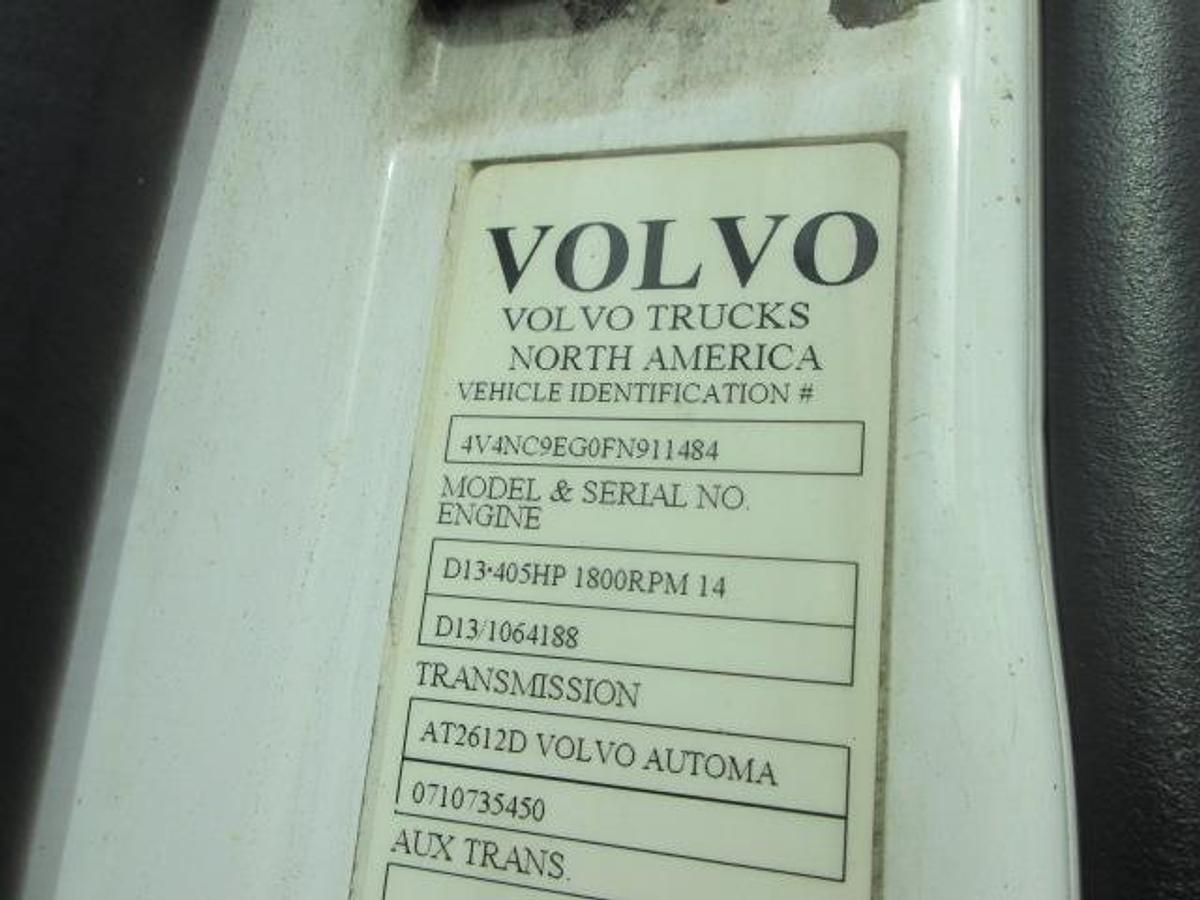 VOLVO
VOLVO TRUCKS
NORTH AMERICA
VEHICLE IDENTIFICATION #
4V4NC9EG0FN911484
MODEL & SERIAL NO.
ENGINE
D13·405HP 1800RPM 14
D13/1064188
TRANSMISSION
AT2612D VOLVO AUTOMA
0710735450
AUX TRANS.